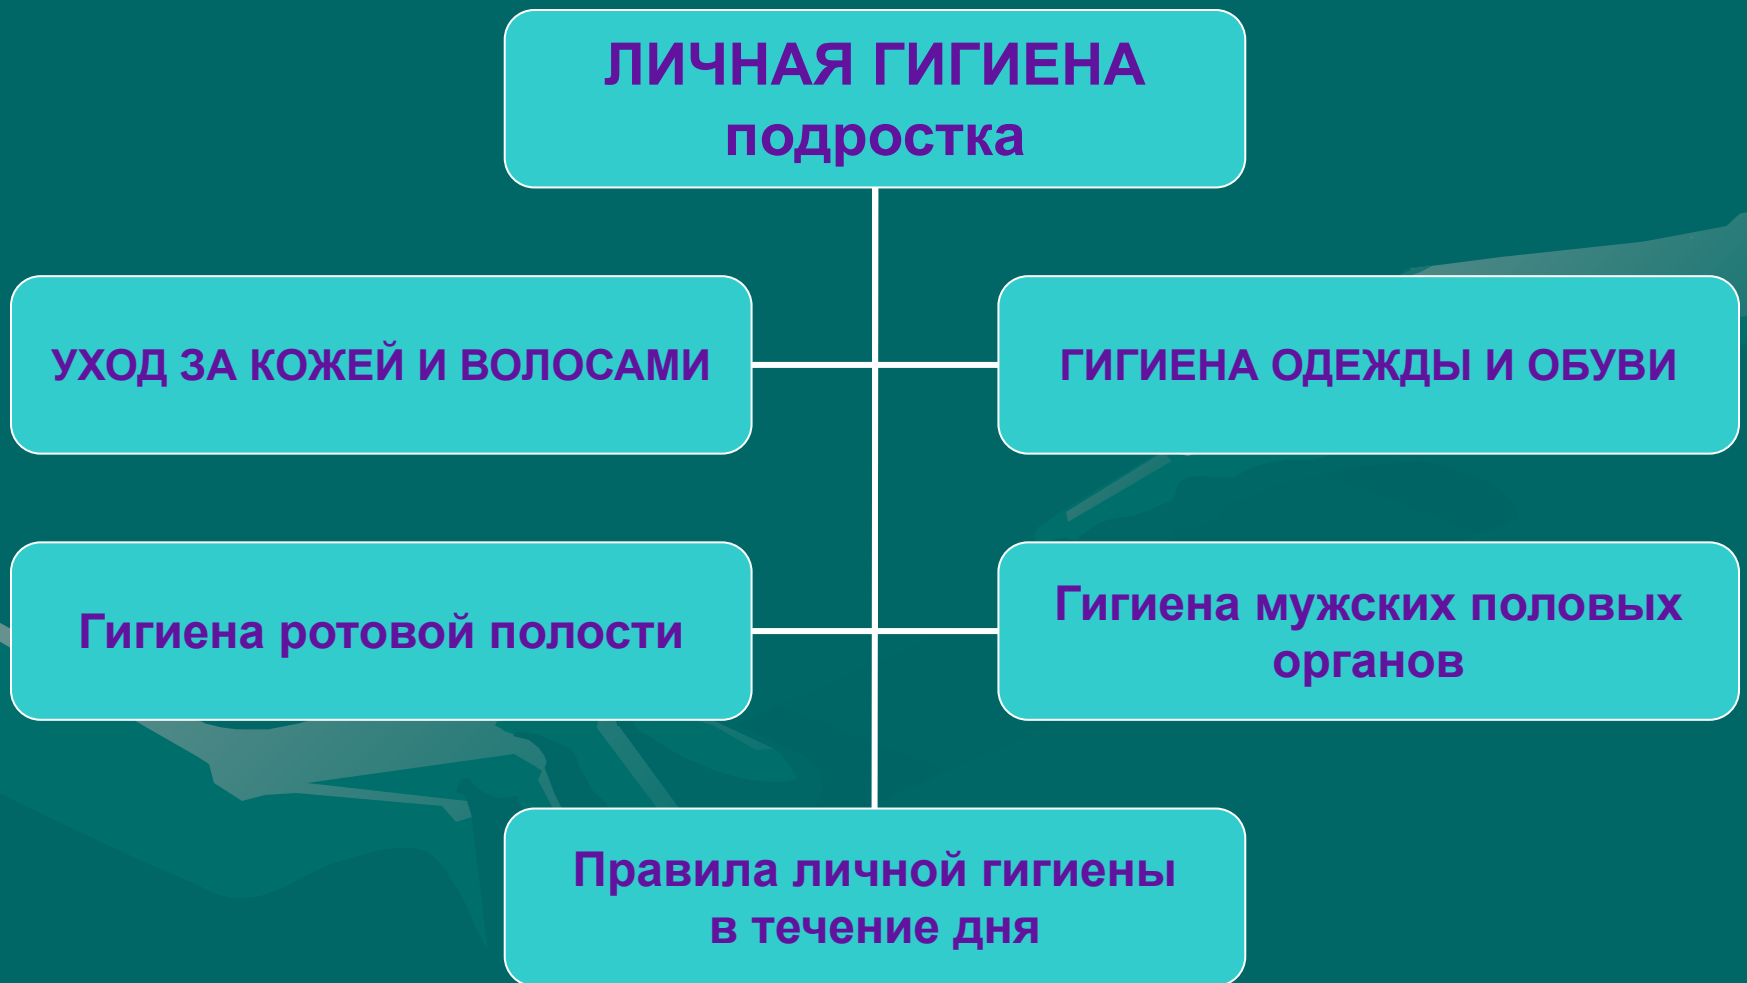 ЛИЧНАЯ ГИГИЕНА
подростка
УХОД ЗА КОЖЕЙ И ВОЛОСАМИ
ГИГИЕНА ОДЕЖДЫ И ОБУВИ
Гигиена ротовой полости
Гигиена мужских половых
органов
Правила личной гигиены
в течение дня